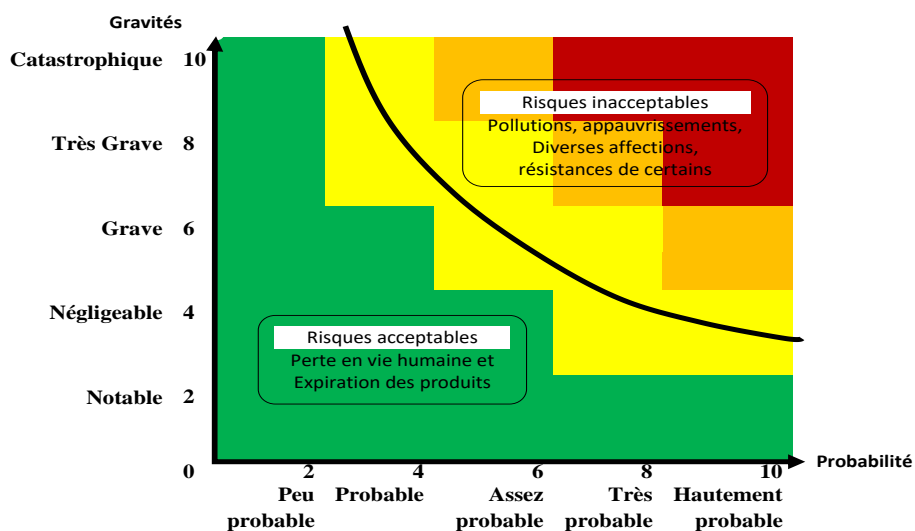 Gravités
Catastrophique 10
Risques inacceptables
Pollutions, appauvrissements,
Diverses affections,
résistances de certains
Très Grave 8
Grave 6
Négligeable 4
Risques acceptables
Perte en vie humaine et
Expiration des produits
Notable 2
0 2 4 6 8 10 Probabilité
Peu probable
Probable
Assez probable
Très probable
Hautement probable